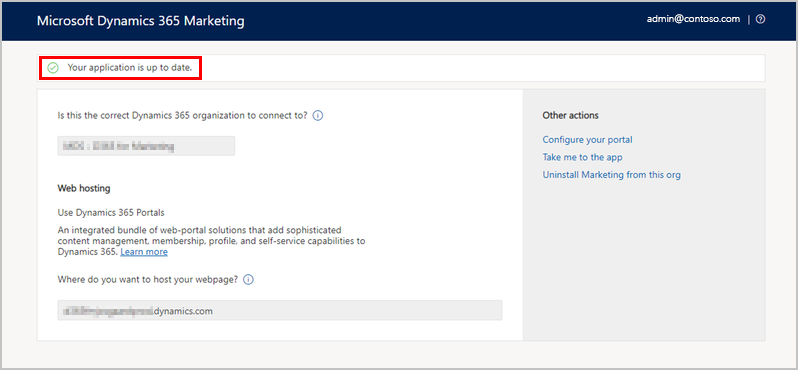 Microsoft Dynamics 365 Marketing
admin@contoso.com
Your application is up to date.
Is this the correct Dynamics 365 organization to connect to?
Web hosting
Use Dynamics 365 Portals
An integrated bundle of web-portal solutions that add sophisticated
content management, membership, profile, and self-service capabilities to
Dynamics 365. Learn more
Where do you want to host your webpage?
.dynamics.com
Other actions
Configure your portal
Take me to the app
Uninstall Marketing from this org